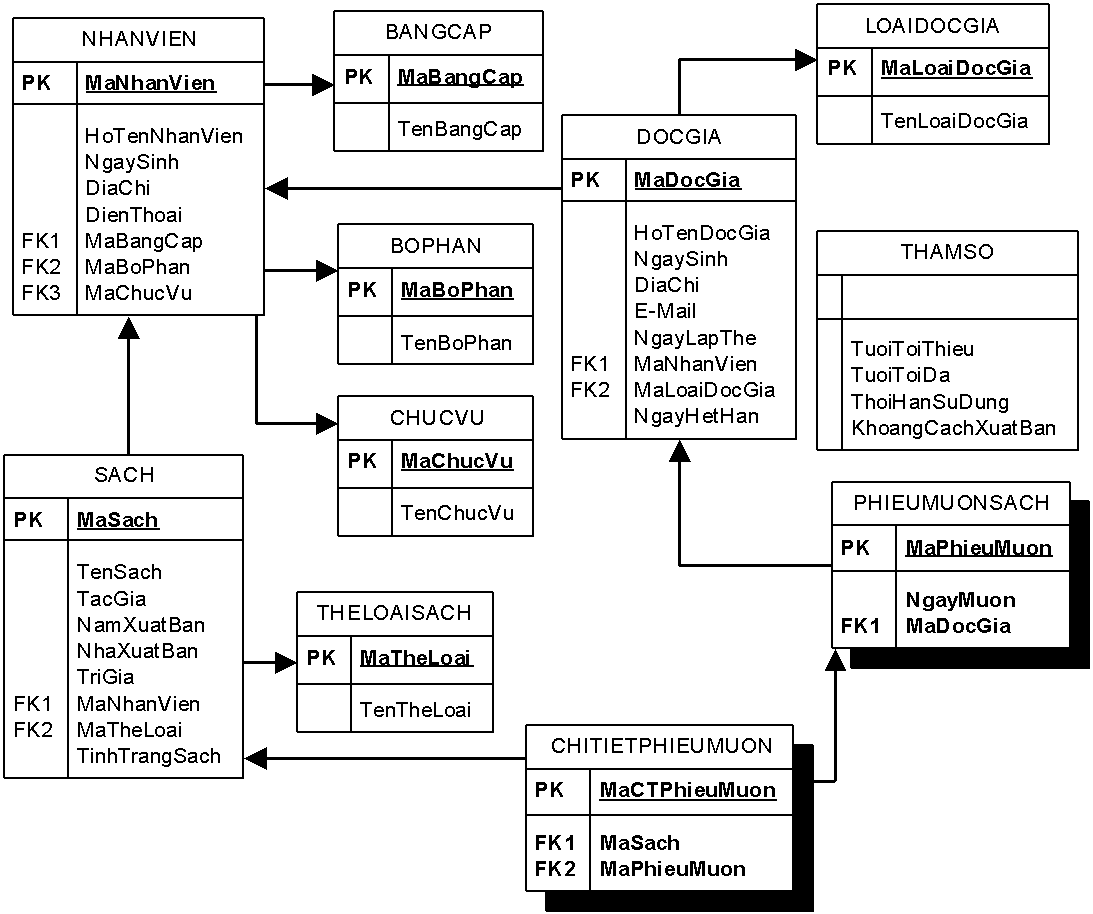 NHANVIEN
PK MaNhanVien
HoTenNhanVien
NgaySinh
DiaChi
DienThoai
FK1 MaBangCap
FK2 MaBoPhan
FK3 MaChucVu
BANGCAP
PK MaBangCap
TenBangCap
LOAIDOCGIA
PK MaLoaiDocGia
TenLoaiDocGia
DOCGIA
PK MaDocGia
HoTenDocGia
NgaySinh
DiaChi
E-Mail
NgayLapThe
FK1 MaNhanVien
FK2 MaLoaiDocGia
NgayHetHan
BOPHAN
PK MaBoPhan
TenBoPhan
THAMSO
TuoiToiThieu
TuoiToiDa
ThoiHanSuDung
KhoangCachXuatBan
CHUCVU
PK MaChucVu
TenChucVu
SACH
PK MaSach
TenSach
TacGia
NamXuatBan
NhaXuatBan
TriGia
FK1 MaNhanVien
FK2 MaTheLoai
TinhTrangSach
PHIEUMUONSACH
PK MaPhieuMuon
NgayMuon
FK1 MaDocGia
THELOAISACH
PK MaTheLoai
TenTheLoai
CHITIETPHIEUMUON
PK MaCTPhieuMuon
FK1 MaSach
FK2 MaPhieuMuon